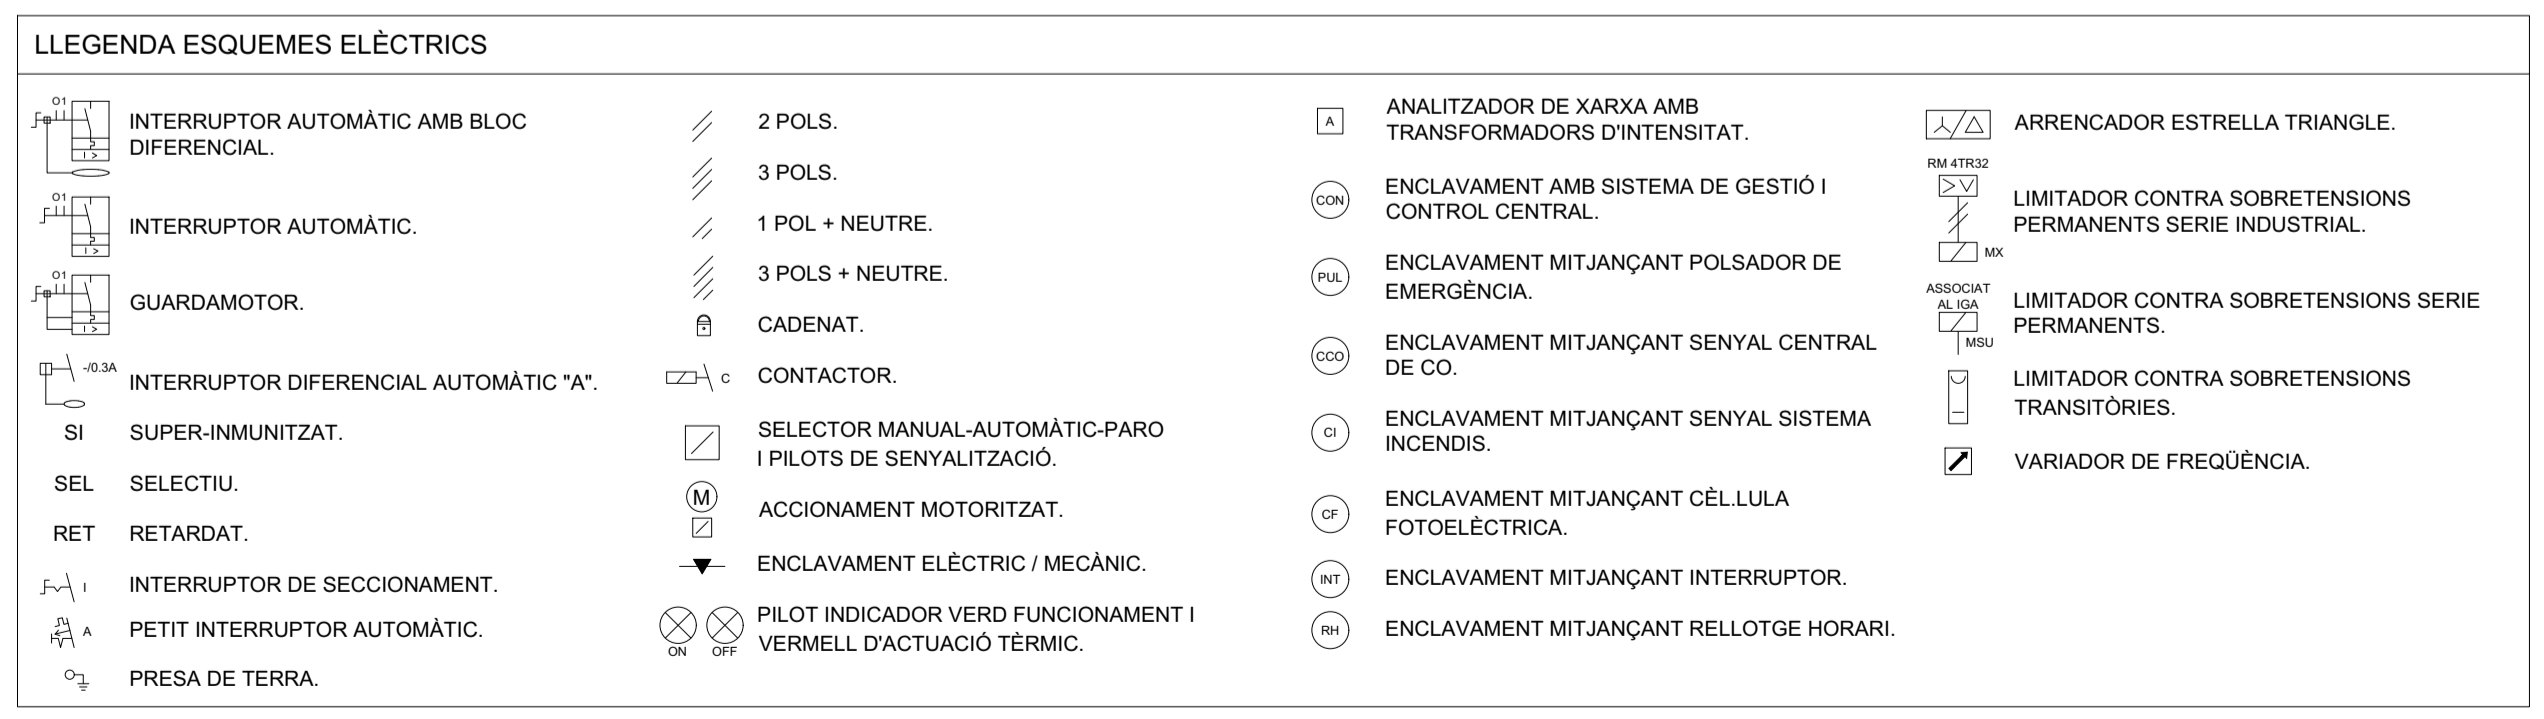 LLEGENDA ESQUEMES ELÈCTRICS
O1
INTERRUPTOR AUTOMÀTIC AMB BLOC
DIFERENCIAL.
I >
O1
INTERRUPTOR AUTOMÀTIC.
I >
O1
GUARDAMOTOR.
I >
-/0.3A
INTERRUPTOR DIFERENCIAL AUTOMÀTIC "A".
SI SUPER-INMUNITZAT.
SEL SELECTIU.
RET RETARDAT.
I INTERRUPTOR DE SECCIONAMENT.
A PETIT INTERRUPTOR AUTOMÀTIC.
PRESA DE TERRA.
2 POLS.
3 POLS.
1 POL + NEUTRE.
3 POLS + NEUTRE.
CADENAT.
C CONTACTOR.
SELECTOR MANUAL-AUTOMÀTIC-PARO
I PILOTS DE SENYALITZACIÓ.
M
ACCIONAMENT MOTORITZAT.
ENCLAVAMENT ELÈCTRIC / MECÀNIC.
PILOT INDICADOR VERD FUNCIONAMENT I
VERMELL D'ACTUACIÓ TÈRMIC.
ON OFF
A
ANALITZADOR DE XARXA AMB
TRANSFORMADORS D'INTENSITAT.
CON
ENCLAVAMENT AMB SISTEMA DE GESTIÓ I
CONTROL CENTRAL.
PUL
ENCLAVAMENT MITJANÇANT POLSADOR DE
EMERGÈNCIA.
CCO
ENCLAVAMENT MITJANÇANT SENYAL CENTRAL
DE CO.
CI
ENCLAVAMENT MITJANÇANT SENYAL SISTEMA
INCENDIS.
CF
ENCLAVAMENT MITJANÇANT CÈL.LULA
FOTOELÈCTRICA.
INT ENCLAVAMENT MITJANÇANT INTERRUPTOR.
RH ENCLAVAMENT MITJANÇANT RELLOTGE HORARI.
ARRENCADOR ESTRELLA TRIANGLE.
RM 4TR32
LIMITADOR CONTRA SOBRETENSIONS
PERMANENTS SERIE INDUSTRIAL.
MX
ASSOCIAT
AL IGA
LIMITADOR CONTRA SOBRETENSIONS SERIE
PERMANENTS.
MSU
LIMITADOR CONTRA SOBRETENSIONS
TRANSITÒRIES.
VARIADOR DE FREQÜÈNCIA.